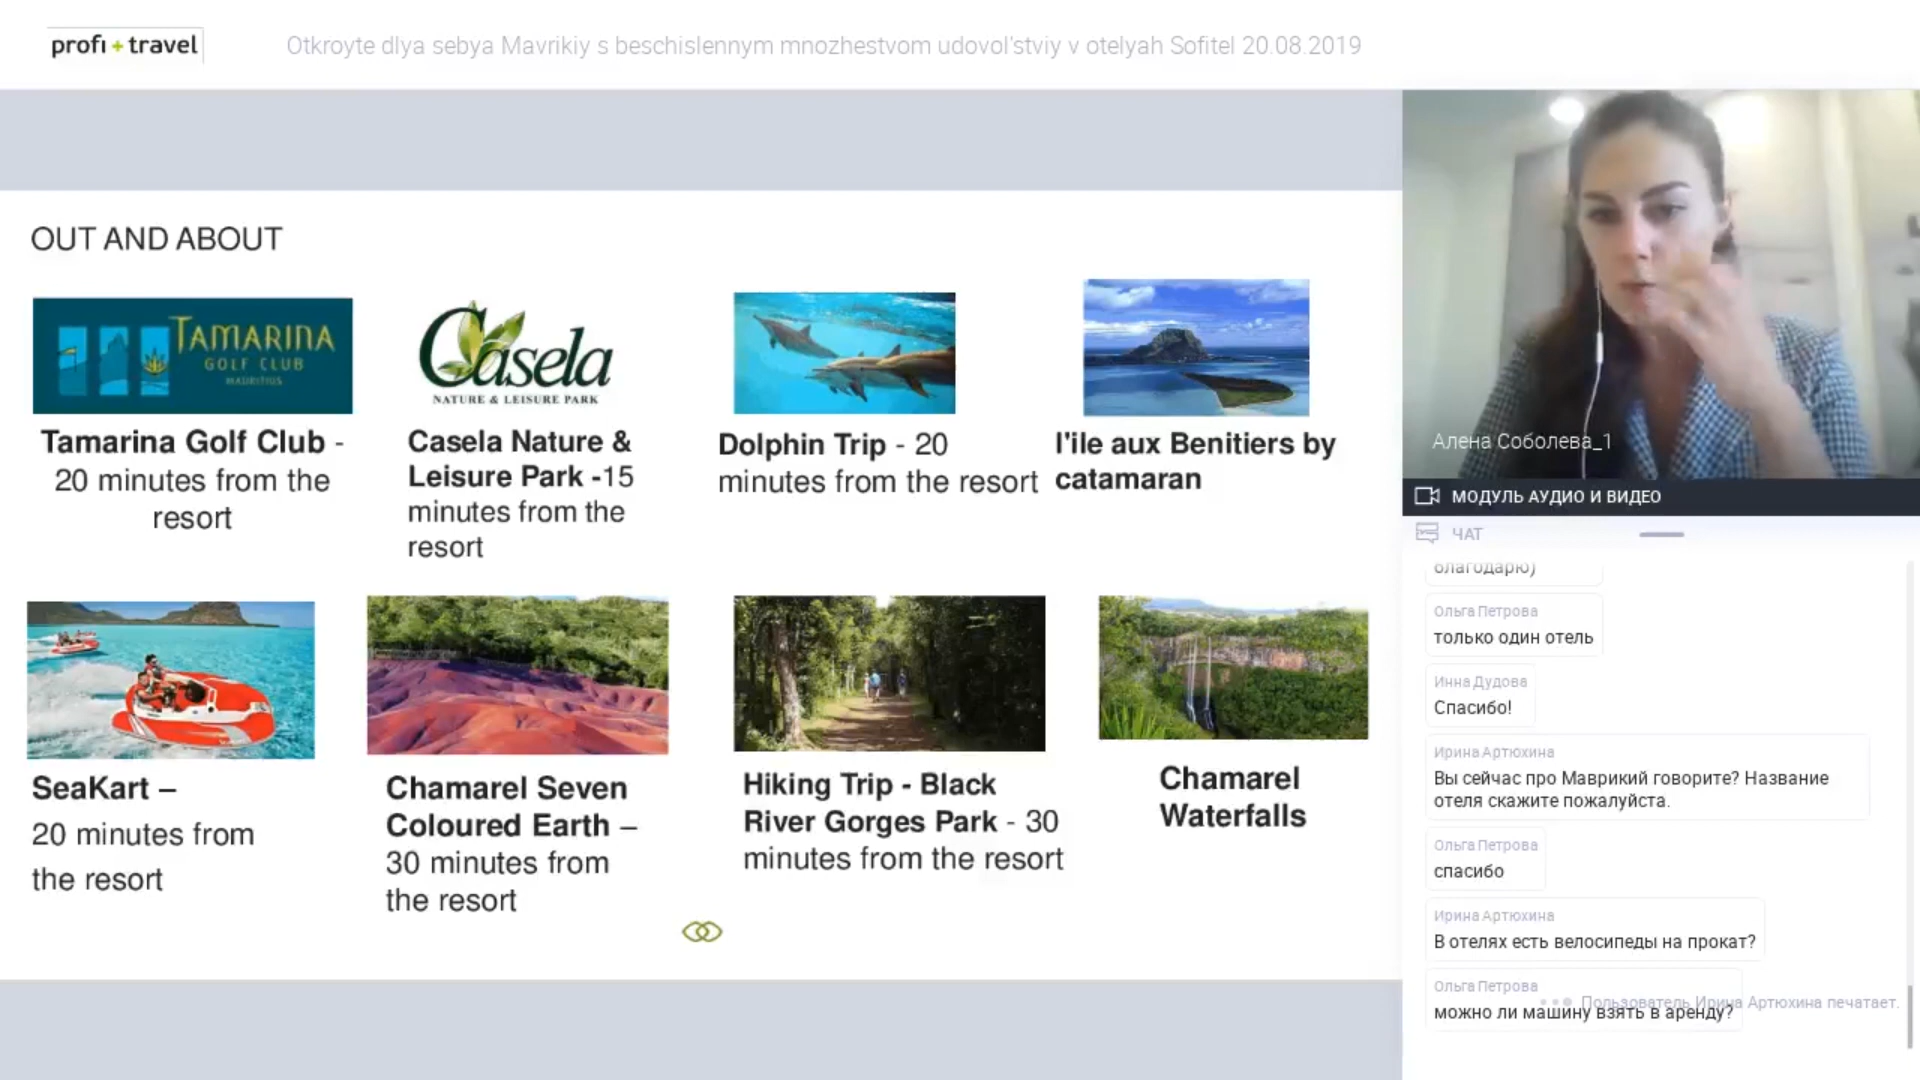 profi + travel
Otkroyte dlya sebya Mavrikiy s beschislennym mnozhestvom udovol'stviy v otelyah Sofitel 20.08.2019
OUT AND ABOUT
TAMARINA
GOLF CLUB
MAURITIUS
Casela
NATURE & LEISURE PARK
Tamarina Golf Club -
20 minutes from the
resort
Casela Nature &
Leisure Park -15
minutes from the
resort
Dolphin Trip - 20
minutes from the resort
l'ile aux Benitiers by
catamaran
SeaKart –
20 minutes from
the resort
Chamarel Seven
Coloured Earth –
30 minutes from
the resort
Hiking Trip - Black
River Gorges Park - 30
minutes from the resort
Chamarel
Waterfalls
Алена Соболева_1
МОДУЛЬ АУДИО И ВИДЕО
ЧАТ
благодарю)
Ольга Петрова
только один отель
Инна Дудова
Спасибо!
Ирина Артюхина
Вы сейчас про Маврикий говорите? Название
отеля скажите пожалуйста.
Ольга Петрова
спасибо
Ирина Артюхина
В отелях есть велосипеды на прокат?
Ольга Петрова
Пользователь Ирина Артюхина печатает.
можно ли машину взять в аренду?